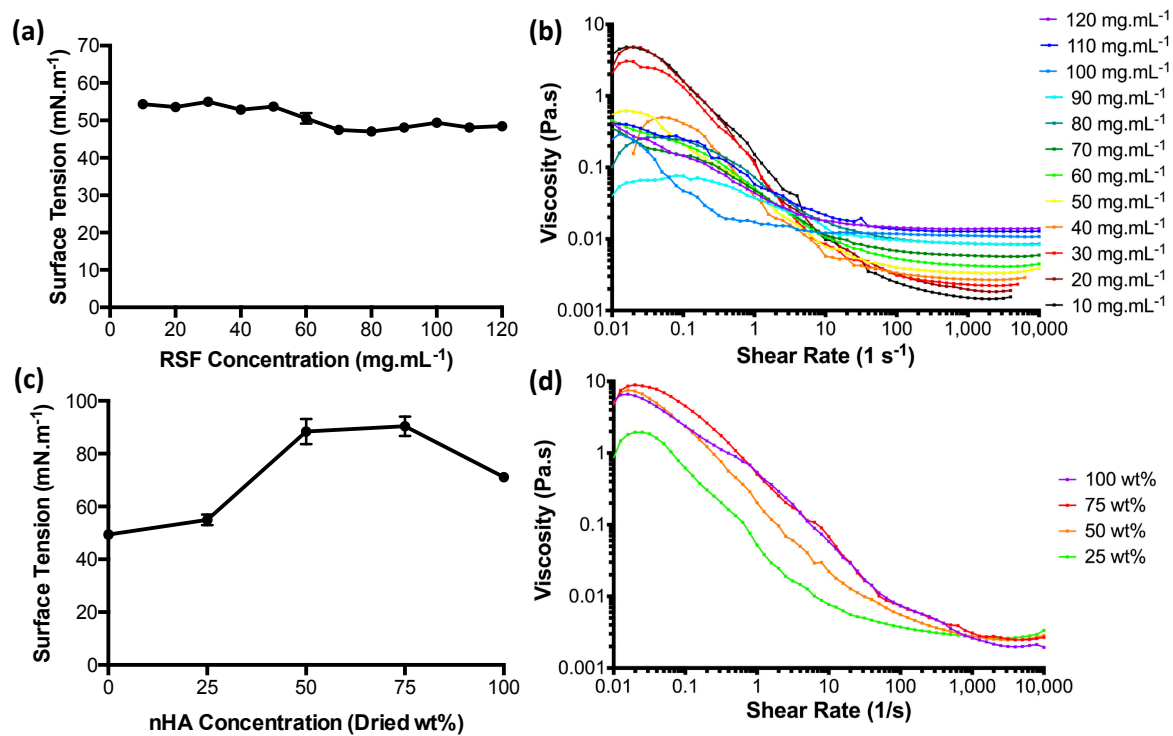 (a)
Surface Tension (mN.m-1)
70
60
50
40
30
20
10
0
0 20 40 60 80 100 120
RSF Concentration (mg.mL-1)
(b)
Viscosity (Pa.s)
10
1
0.1
0.01
0.001
0.01 0.1 1 10 100 1,000 10,000
Shear Rate (1 s-1)
120 mg.mL-1
110 mg.mL-1
100 mg.mL-1
90 mg.mL-1
80 mg.mL-1
70 mg.mL-1
60 mg.mL-1
50 mg.mL-1
40 mg.mL-1
30 mg.mL-1
20 mg.mL-1
10 mg.mL-1
(c)
Surface Tension (mN.m-1)
100
80
60
40
20
0
0 25 50 75 100
nHA Concentration (Dried wt%)
(d)
Viscosity (Pa.s)
10
1
0.1
0.01
0.001
0.01 0.1 1 10 100 1,000 10,000
Shear Rate (1/s)
100 wt%
75 wt%
50 wt%
25 wt%